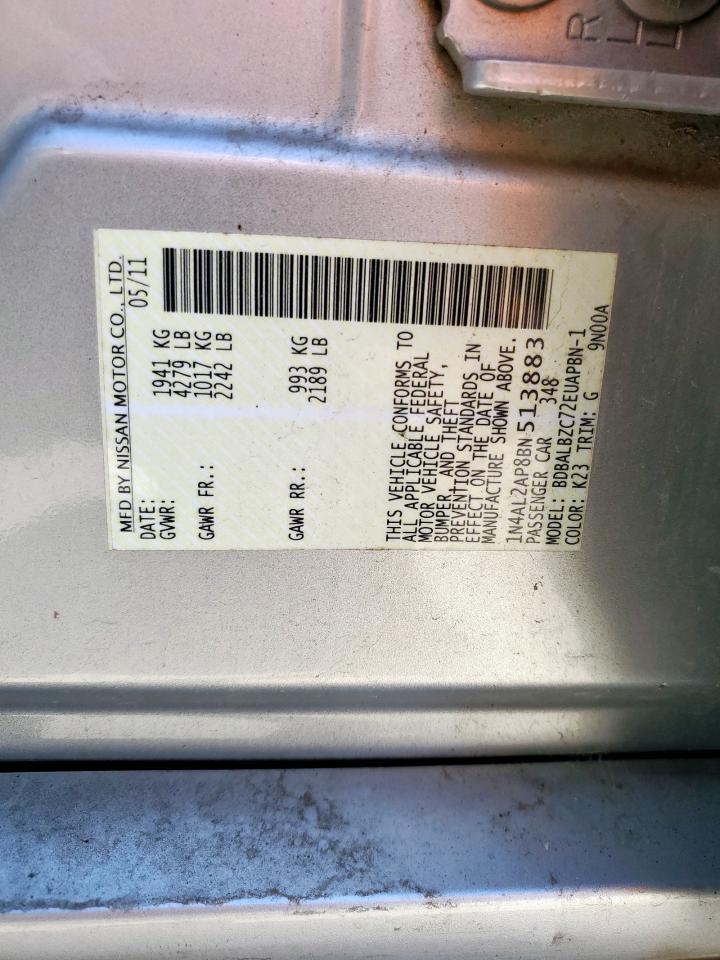 MFD BY NISSAN MOTOR CO., LTD.
DATE: 05/11
GVWR: 1941 KG
4279 LB
GAWR FR.: 1017 KG
2242 LB
GAWR RR.: 993 KG
2189 LB
THIS VEHICLE CONFORMS TO
ALL APPLICABLE FEDERAL
MOTOR VEHICLE SAFETY,
BUMPER, AND THEFT
PREVENTION STANDARDS IN
EFFECT ON THE DATE OF
MANUFACTURE SHOWN ABOVE.
1N4AL2AP8BN513883
PASSENGER CAR 348
MODEL: BDBALBZC72EUAPBN-1
COLOR: K23 TRIM: G 9N00A
R